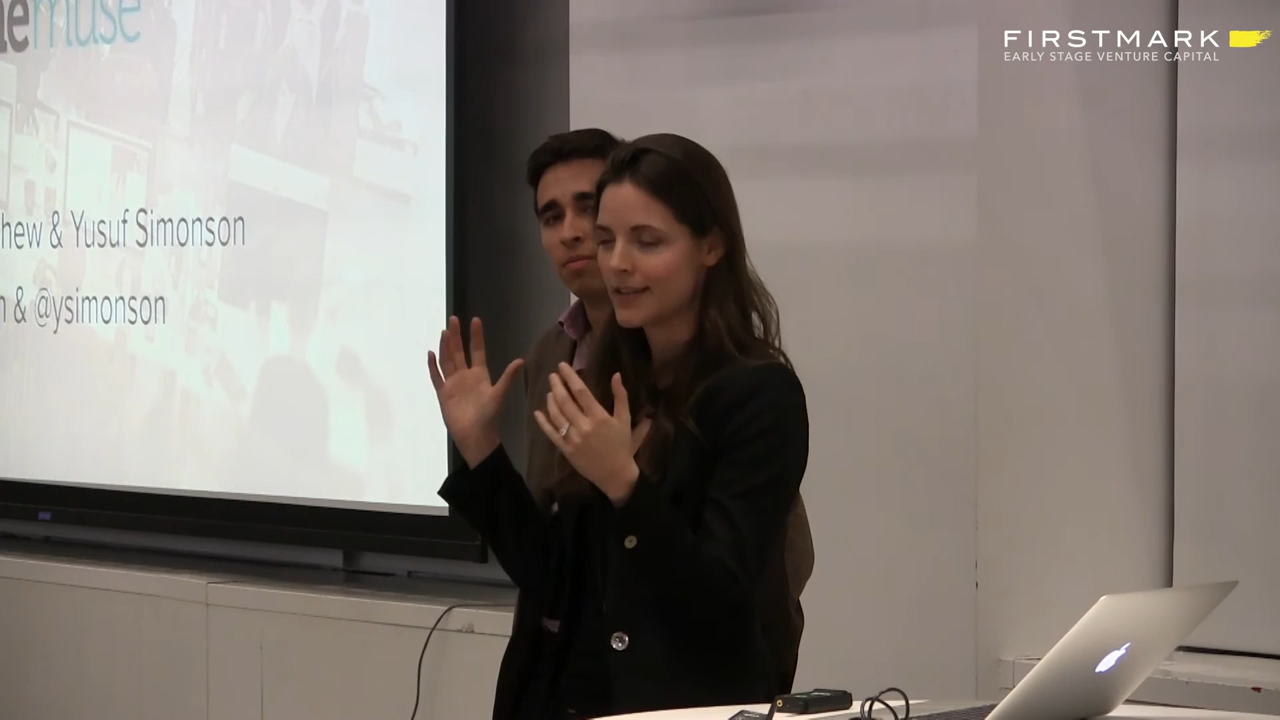 emuse
FIRSTMARK
EARLY STAGE VENTURE CAPITAL
hew & Yusuf Simonson
n & @ysimonson